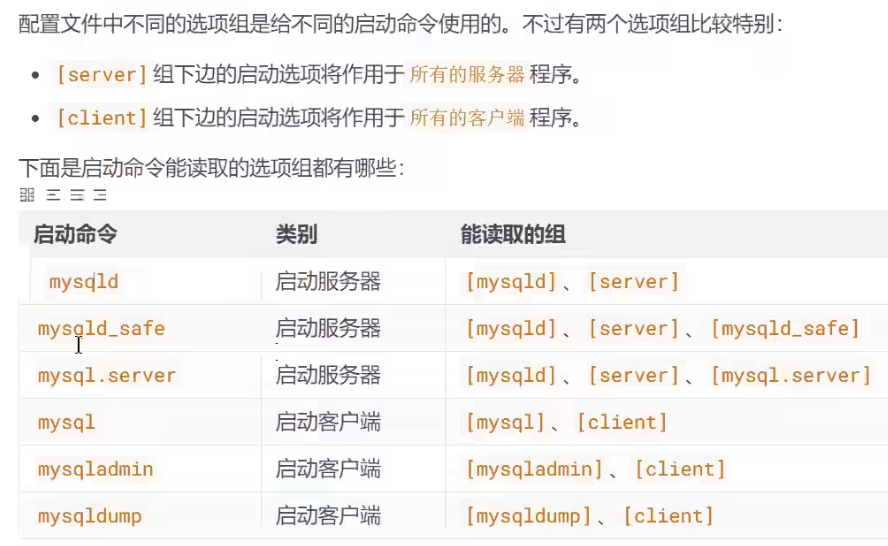 配置文件中不同的选项组是给不同的启动命令使用的。不过有两个选项组比较特别：
[server] 组下边的启动选项将作用于 所有的服务器 程序。
[client] 组下边的启动选项将作用于 所有的客户端 程序。
下面是启动命令能读取的选项组都有哪些：
启动命令 类别 能读取的组
mysqld 启动服务器 [mysqld]、[server]
mysqld_safe 启动服务器 [mysqld]、[server]、[mysqld_safe]
mysql.server 启动服务器 [mysqld]、[server]、[mysql.server]
mysql 启动客户端 [mysql]、[client]
mysqladmin 启动客户端 [mysqladmin]、[client]
mysqldump 启动客户端 [mysqldump]、[client]